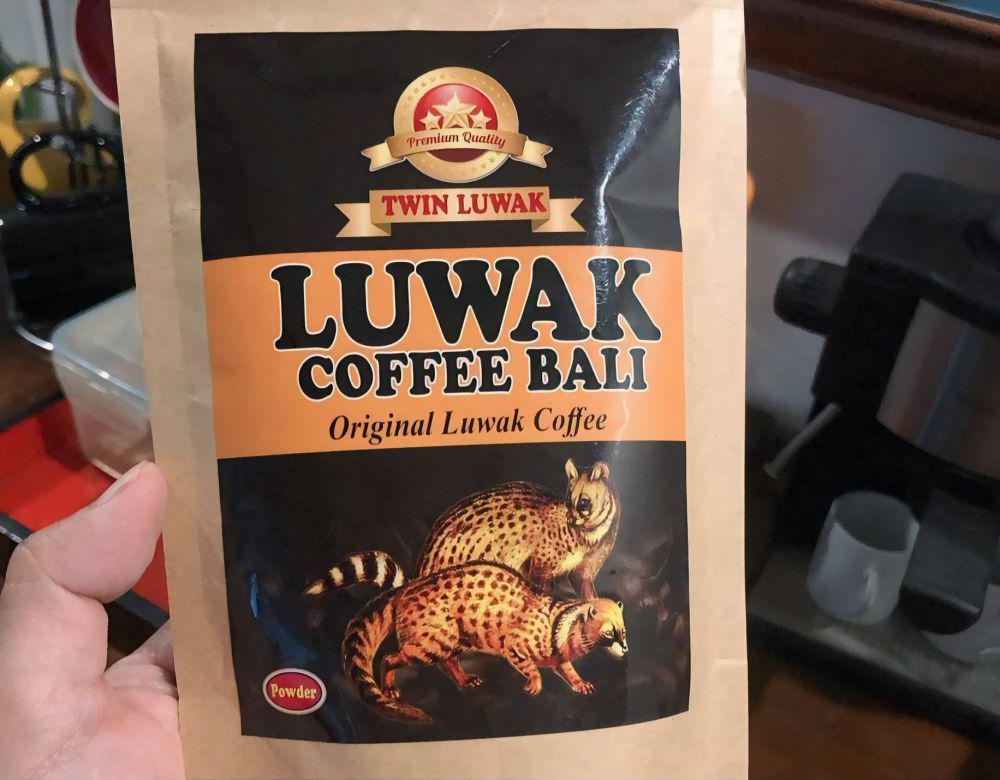 Premium Quality
TWIN LUWAK
LUWAK
COFFEE BALI
Original Luwak Coffee
Powder